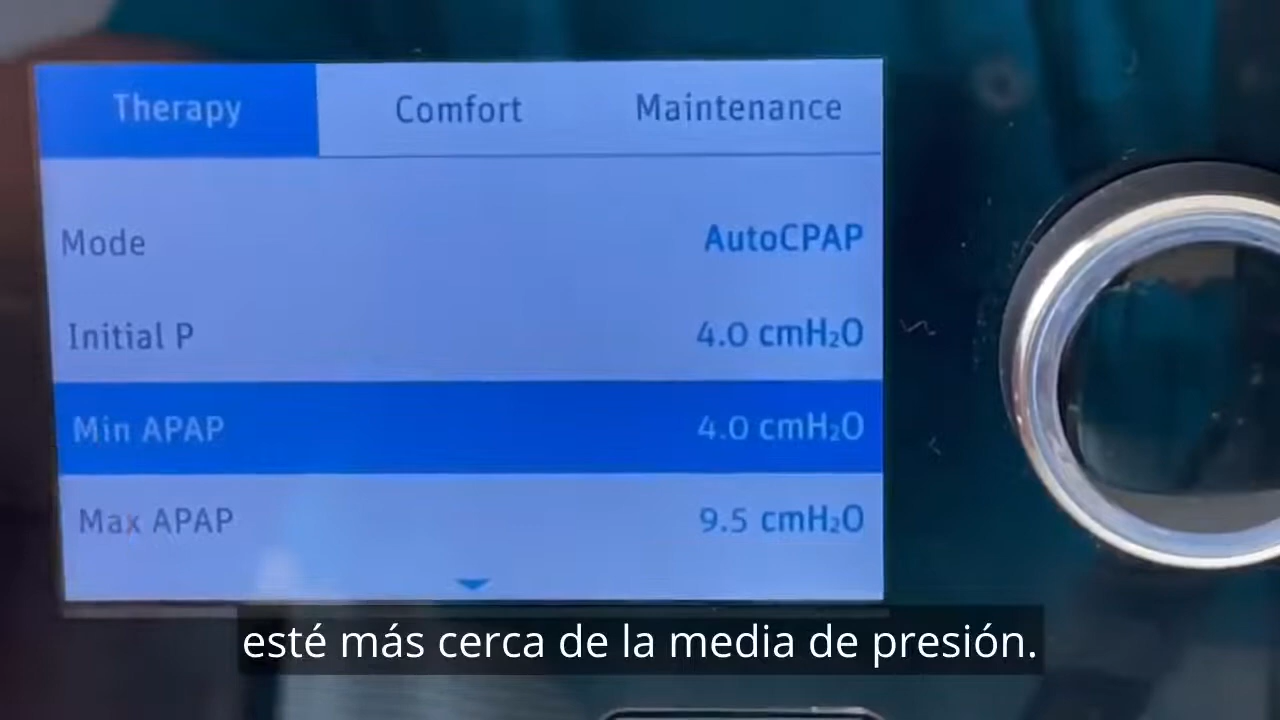 Therapy Comfort Maintenance
Mode AutoCPAP
Initial P 4.0 cmH₂O
Min APAP 4.0 cmH₂O
Max APAP 9.5 cmH₂O
esté más cerca de la media de presión.